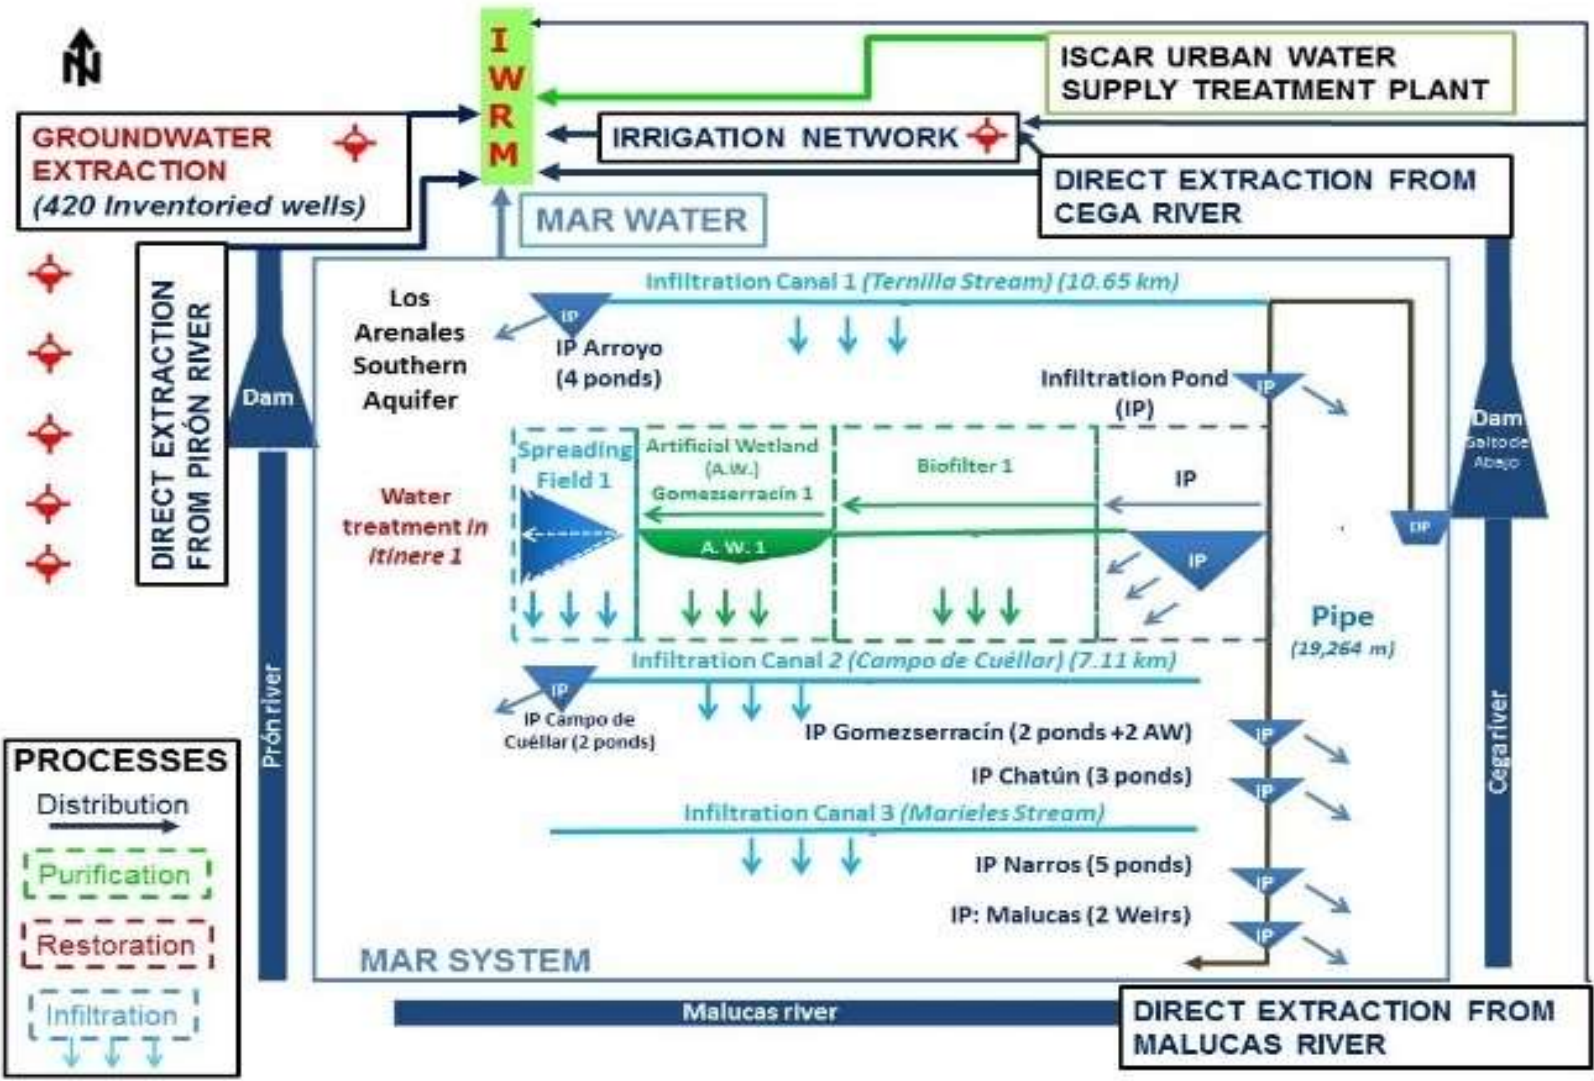 N
I
W
R
M
ISCAR URBAN WATER
SUPPLY TREATMENT PLANT
GROUNDWATER
EXTRACTION
(420 Inventoried wells)
IRRIGATION NETWORK
DIRECT EXTRACTION FROM
CEGA RIVER
MAR WATER
DIRECT EXTRACTION
FROM PIRÓN RIVER
Dam
Prón river
Los
Arenales
Southern
Aquifer
Infiltration Canal 1 (Ternilla Stream) (10.65 km)
IP
IP Arroyo
(4 ponds)
Infiltration Pond
(IP)
IP
Dam
Salto de
Abajo
Spreading
Field 1
Artificial Wetland
(A.W.)
Gomezserracín 1
Biofilter 1
IP
Water
treatment in
itinere 1
A. W. 1
IP
Pipe
(19,264 m)
Infiltration Canal 2 (Campo de Cuéllar) (7.11 km)
IP
IP Campo de
Cuéllar (2 ponds)
IP Gomezserracín (2 ponds +2 AW)
IP
IP Chatún (3 ponds)
IP
Cega river
Infiltration Canal 3 (Marieles Stream)
IP Narros (5 ponds)
IP
IP: Malucas (2 Weirs)
IP
MAR SYSTEM
PROCESSES
Distribution
Purification
Restoration
Infiltration
Malucas river
DIRECT EXTRACTION FROM
MALUCAS RIVER